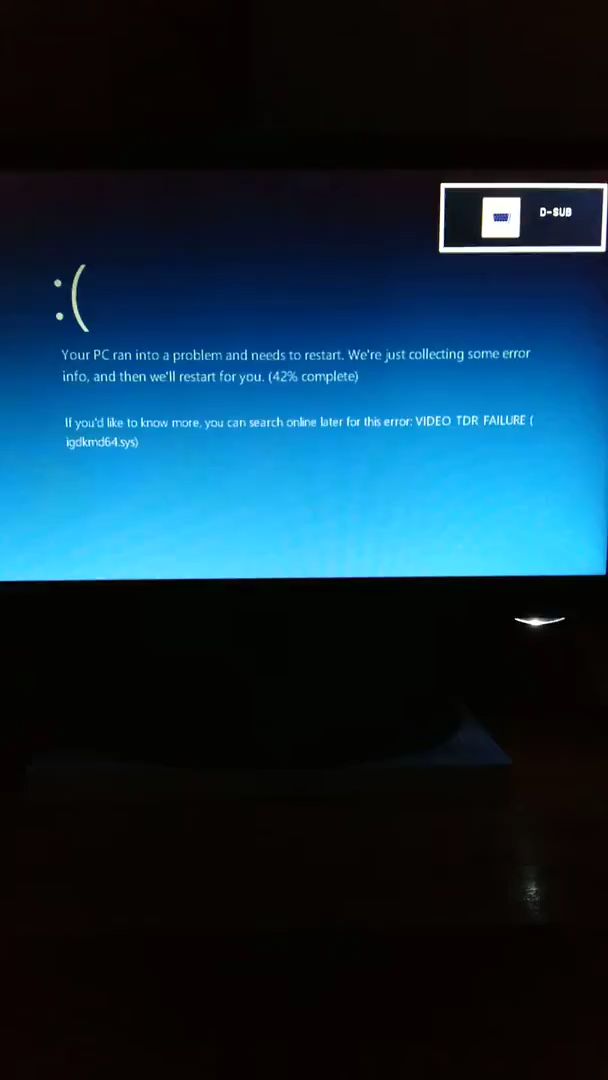 D-SUB
:(
Your PC ran into a problem and needs to restart. We're just collecting some error
info, and then we'll restart for you. (42% complete)
If you'd like to know more, you can search online later for this error: VIDEO TDR FAILURE (
igdkmd64.sys)